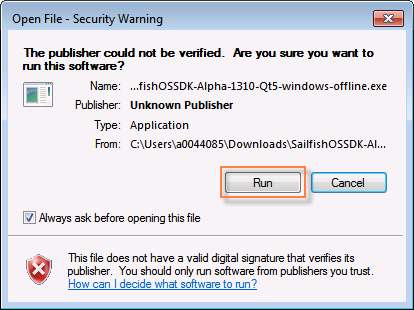 Open File - Security Warning
The publisher could not be verified. Are you sure you want to
run this software?
Name: ...fishOSSDK-Alpha-1310-Qt5-windows-offline.exe
Publisher: Unknown Publisher
Type: Application
From: C:\Users\a0044085\Downloads\SailfishOSSDK-Al...
Run Cancel
Always ask before opening this file
This file does not have a valid digital signature that verifies its
publisher. You should only run software from publishers you trust.
How can I decide what software to run?